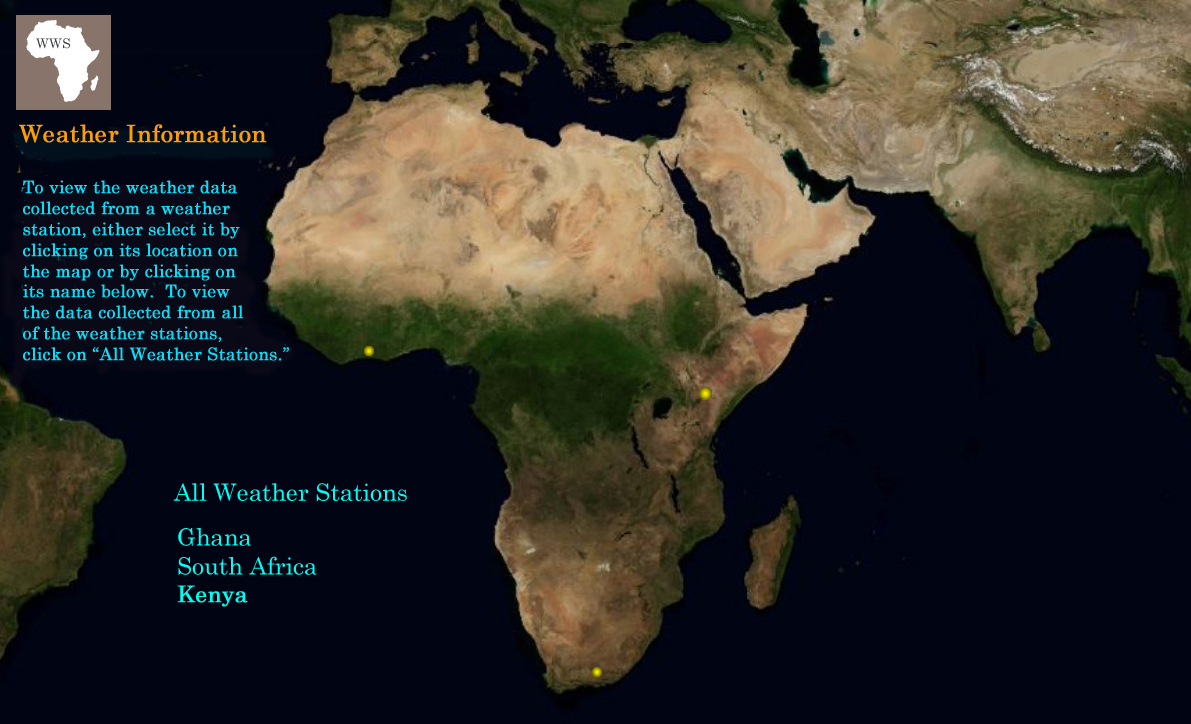 WWS
Weather Information
To view the weather data
collected from a weather
station, either select it by
clicking on its location on
the map or by clicking on
its name below.  To view
the data collected from all
of the weather stations,
click on “All Weather Stations.”
All Weather Stations
Ghana
South Africa
Kenya